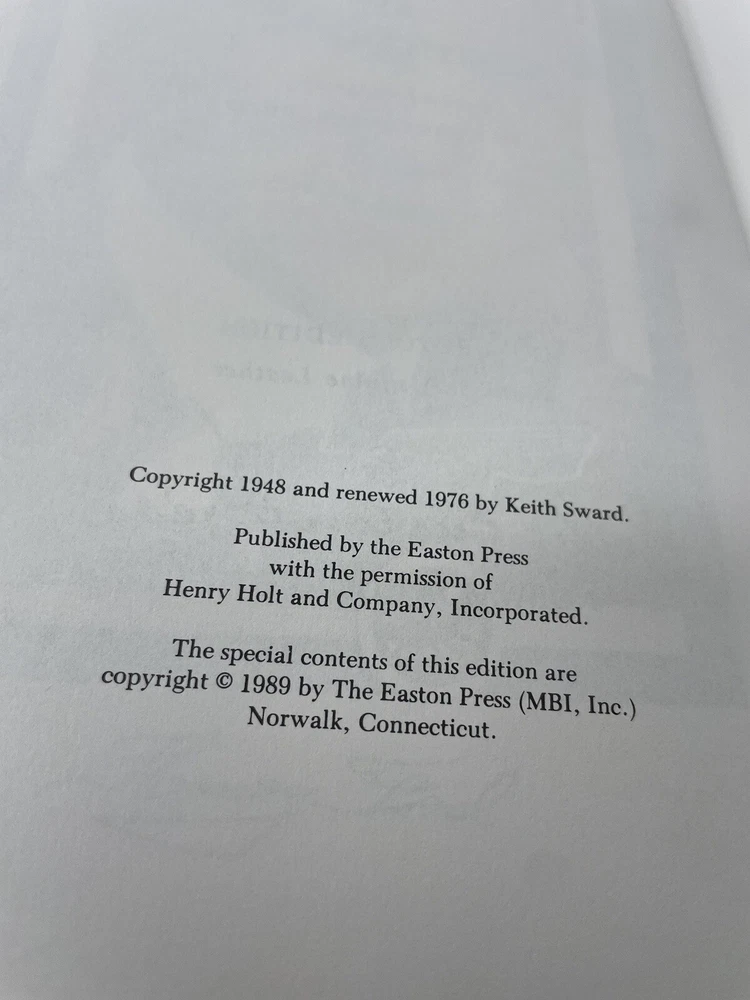 Copyright 1948 and renewed 1976 by Keith Sward.
Published by the Easton Press
with the permission of
Henry Holt and Company, Incorporated.
The special contents of this edition are
copyright © 1989 by The Easton Press (MBI, Inc.)
Norwalk, Connecticut.